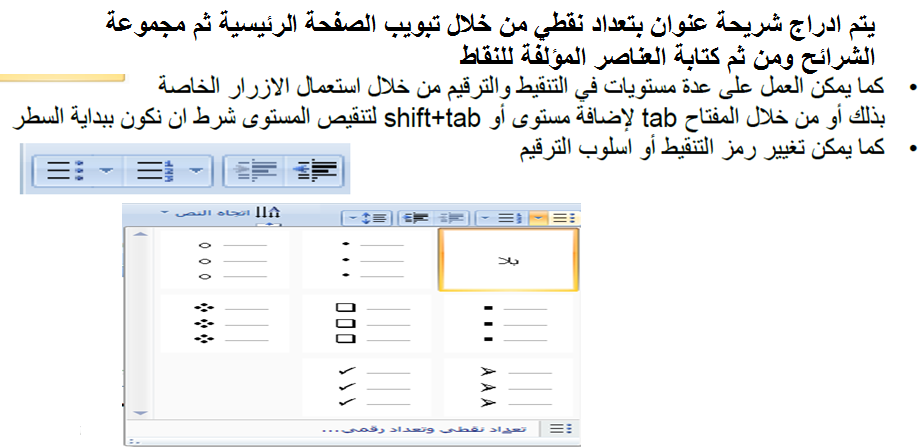 يتم ادراج شريحة عنوان بتعداد نقطي من خلال تبويب الصفحة الرئيسية ثم مجموعة
الشرائح ومن ثم كتابة العناصر المؤلفة للنقاط
• كما يمكن العمل على عدة مستويات في التنقيط والترقيم من خلال استعمال الازرار الخاصة
بذلك أو من خلال المفتاح tab لإضافة مستوى أو shift+tab لتنقيص المستوى شرط ان نكون ببداية السطر
• كما يمكن تغيير رمز التنقيط أو اسلوب الترقيم
اتجاه النص
بلا
تعداد نقطي وتعداد رقمي...